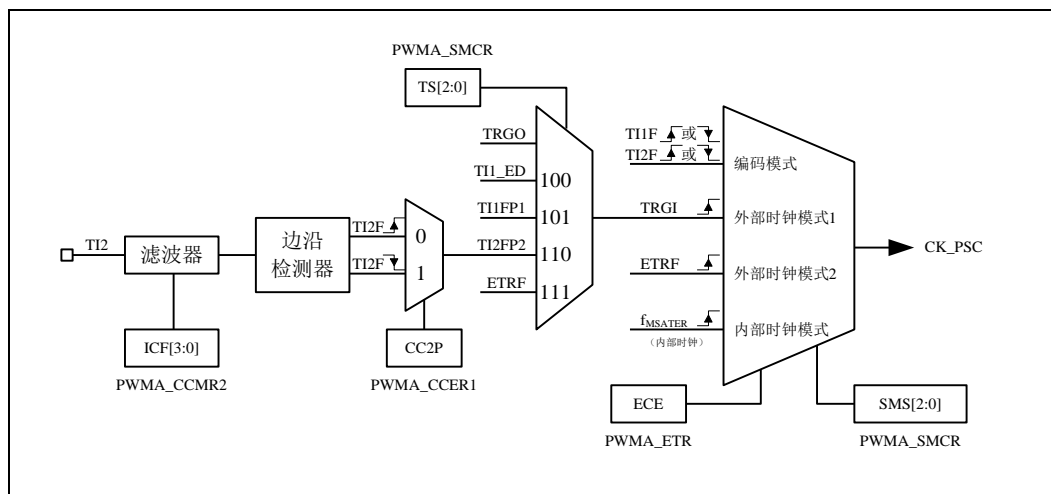 PWMA_SMCR
TS[2:0]
TRGO
TI1_ED
100
TI1FP1
101
TI2FP2
110
ETRF
111
TI2
滤波器
边沿
检测器
TI2F
0
TI2F
1
ICF[3:0]
PWMA_CCMR2
CC2P
PWMA_CCER1
TI1F 或
TI2F 或
编码模式
TRGI
外部时钟模式1
ETRF
外部时钟模式2
fMSATER
(内部时钟)
内部时钟模式
CK_PSC
ECE
PWMA_ETR
SMS[2:0]
PWMA_SMCR